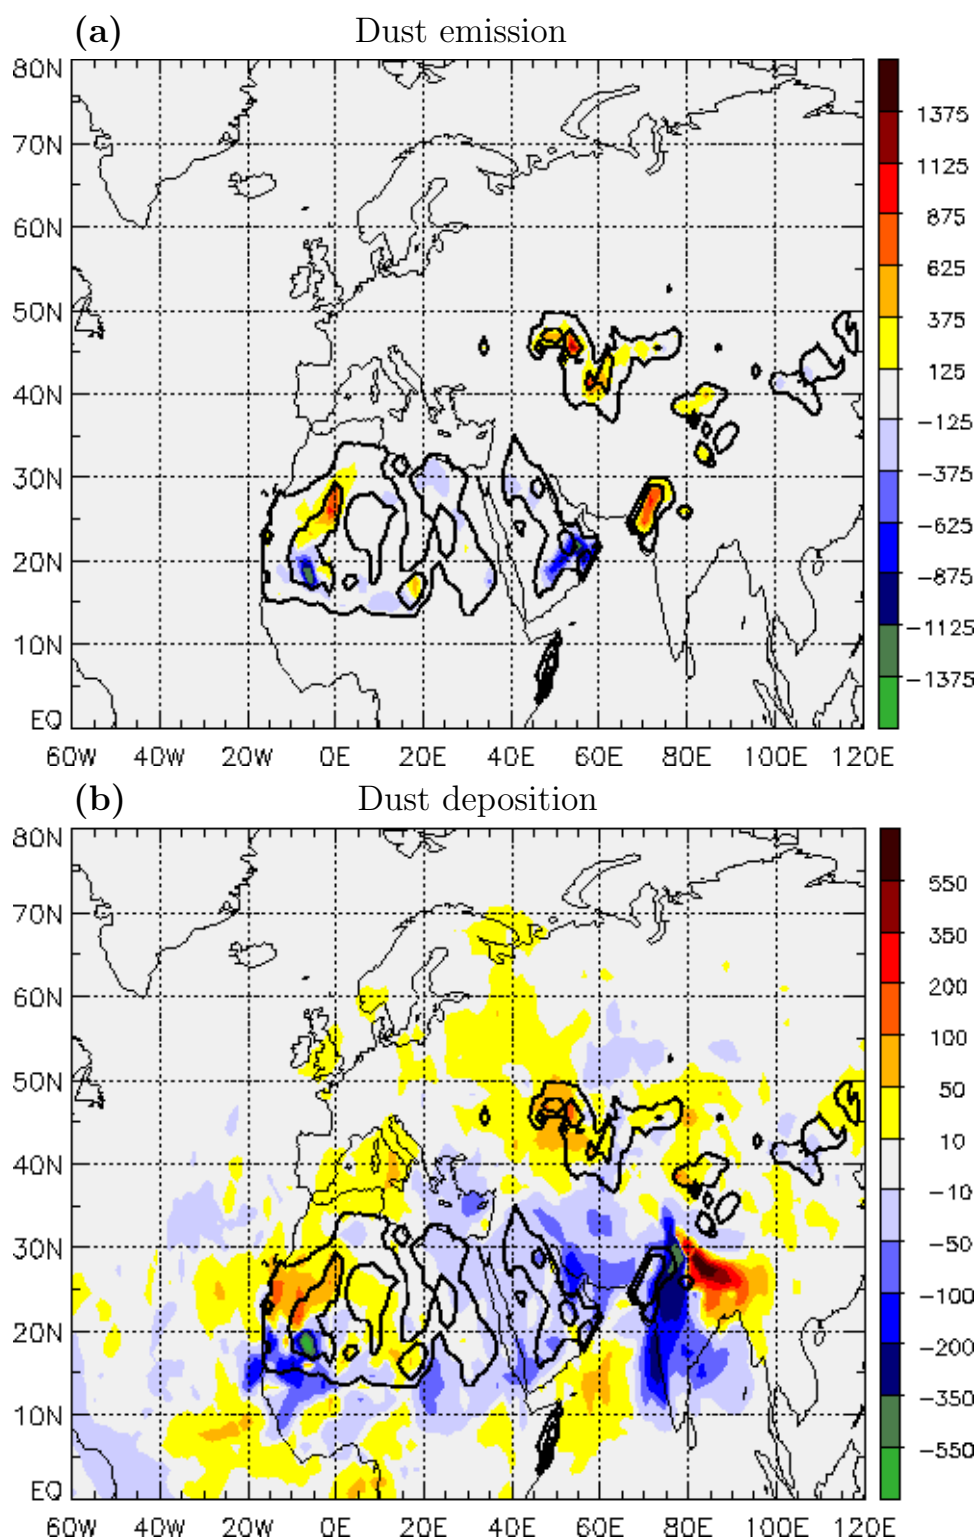 (a) Dust emission
80N
70N
60N
50N
40N
30N
20N
10N
EQ
60W 40W 20W 0E 20E 40E 60E 80E 100E 120E
1375
1125
875
625
375
125
−125
−375
−625
−875
−1125
−1375
(b) Dust deposition
80N
70N
60N
50N
40N
30N
20N
10N
EQ
60W 40W 20W 0E 20E 40E 60E 80E 100E 120E
550
350
200
100
50
10
−10
−50
−100
−200
−350
−550